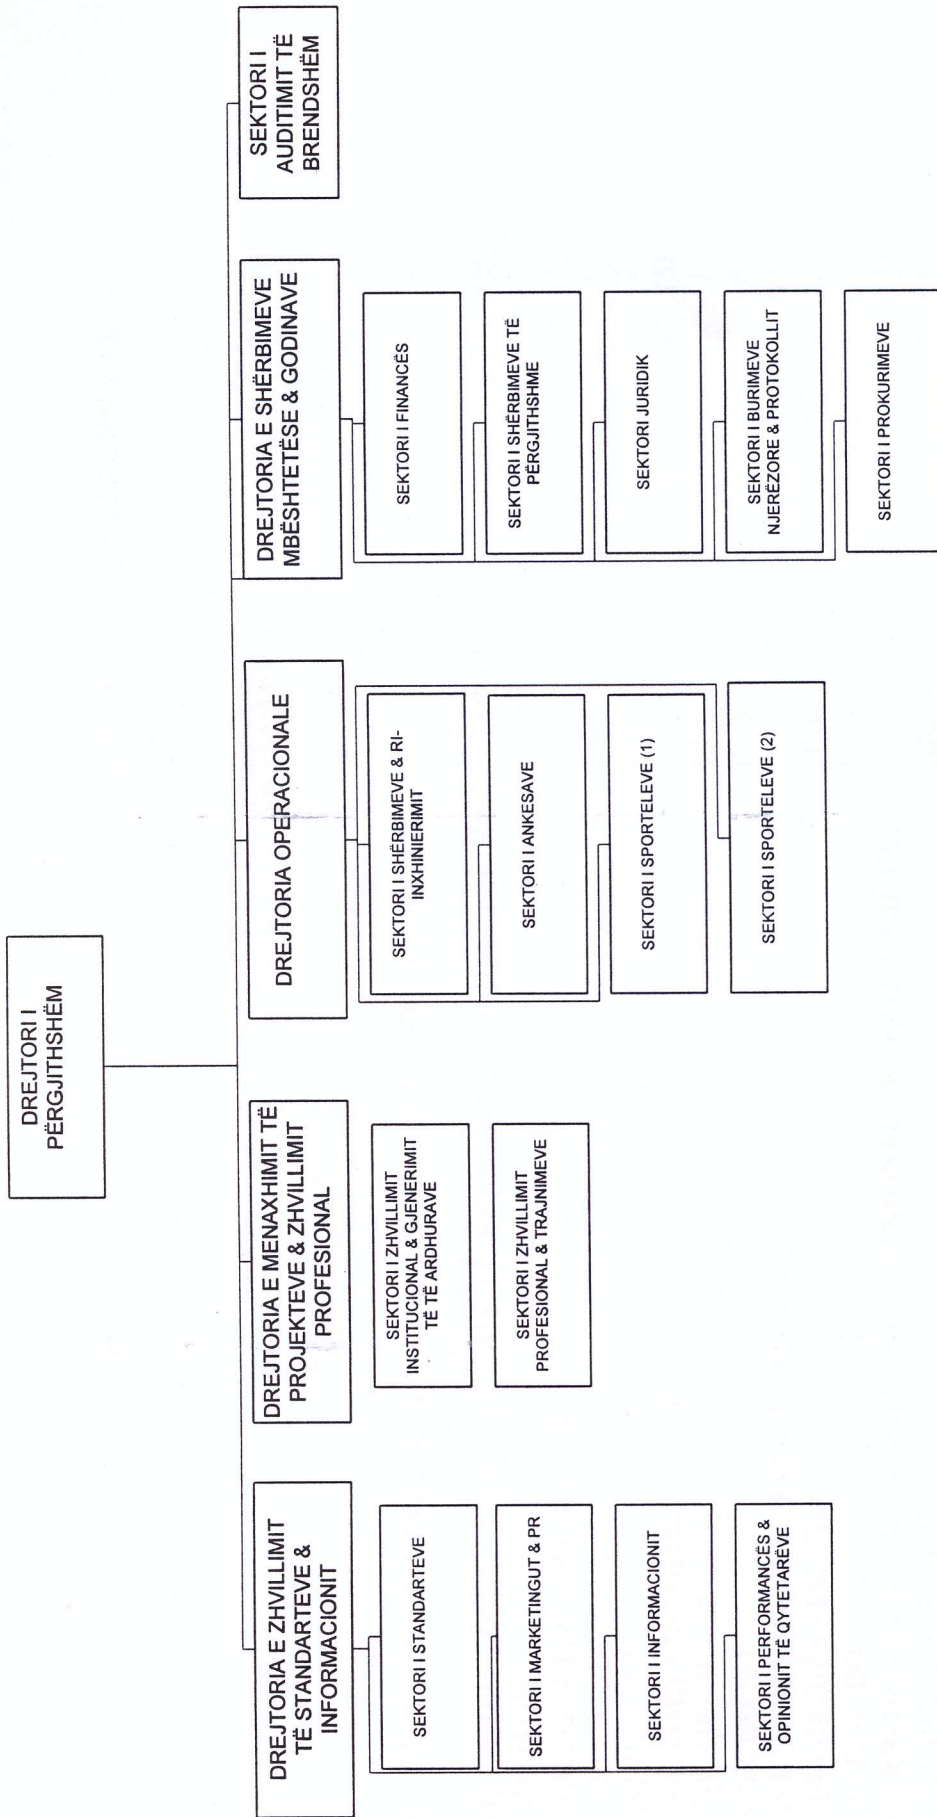 DREJTORI I
PËRGJITHSHËM
DREJTORIA E ZHVILLIMIT
TË STANDARTEVE &
INFORMACIONIT
SEKTORI I STANDARTEVE
SEKTORI I MARKETINGUT & PR
SEKTORI I INFORMACIONIT
SEKTORI I PERFORMANCËS &
OPINIONIT TË QYTETARËVE
DREJTORIA E MENAXHIMIT TË
PROJEKTEVE & ZHVILLIMIT
PROFESIONAL
SEKTORI I ZHVILLIMIT
INSTITUCIONAL & GJENERIMIT
TË TË ARDHURAVE
SEKTORI I ZHVILLIMIT
PROFESIONAL & TRAJNIMEVE
DREJTORIA OPERACIONALE
SEKTORI I SHËRBIMEVE & RI-
INXHINIERIMIT
SEKTORI I ANKESAVE
SEKTORI I SPORTELEVE (1)
SEKTORI I SPORTELEVE (2)
DREJTORIA E SHËRBIMEVE
MBËSHTETËSE & GODINAVE
SEKTORI I FINANCËS
SEKTORI I SHËRBIMEVE TË
PËRGJITHSHME
SEKTORI JURIDIK
SEKTORI I BURIMEVE
NJERËZORE & PROTOKOLLIT
SEKTORI I PROKURIMEVE
SEKTORI I
AUDITIMIT TË
BRENDSHËM